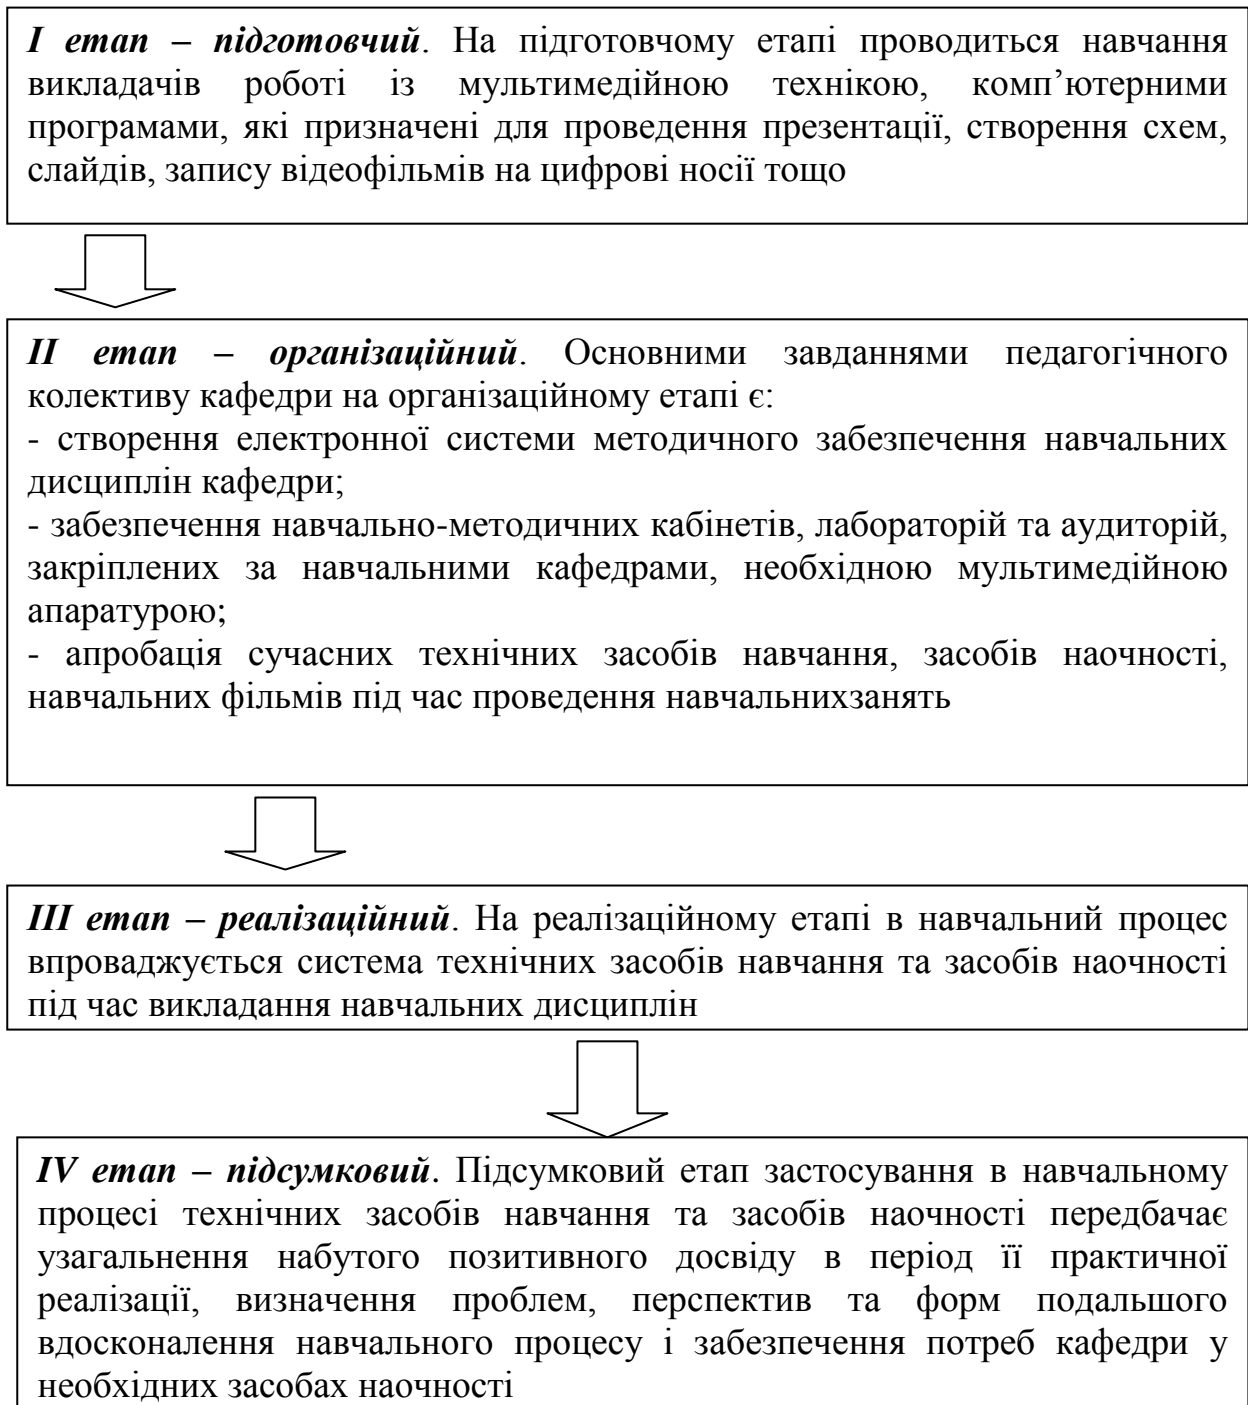 I етап – підготовчий. На підготовчому етапі проводиться навчання
викладачів роботі із мультимедійною технікою, комп’ютерними
програмами, які призначені для проведення презентації, створення схем,
слайдів, запису відеофільмів на цифрові носії тощо
II етап – організаційний. Основними завданнями педагогічного
колективу кафедри на організаційному етапі є:
- створення електронної системи методичного забезпечення навчальних
дисциплін кафедри;
- забезпечення навчально-методичних кабінетів, лабораторій та аудиторій,
закріплених за навчальними кафедрами, необхідною мультимедійною
апаратурою;
- апробація сучасних технічних засобів навчання, засобів наочності,
навчальних фільмів під час проведення навчальнихзанять
III етап – реалізаційний. На реалізаційному етапі в навчальний процес
впроваджується система технічних засобів навчання та засобів наочності
під час викладання навчальних дисциплін
IV етап – підсумковий. Підсумковий етап застосування в навчальному
процесі технічних засобів навчання та засобів наочності передбачає
узагальнення набутого позитивного досвіду в період її практичної
реалізації, визначення проблем, перспектив та форм подальшого
вдосконалення навчального процесу і забезпечення потреб кафедри у
необхідних засобах наочності